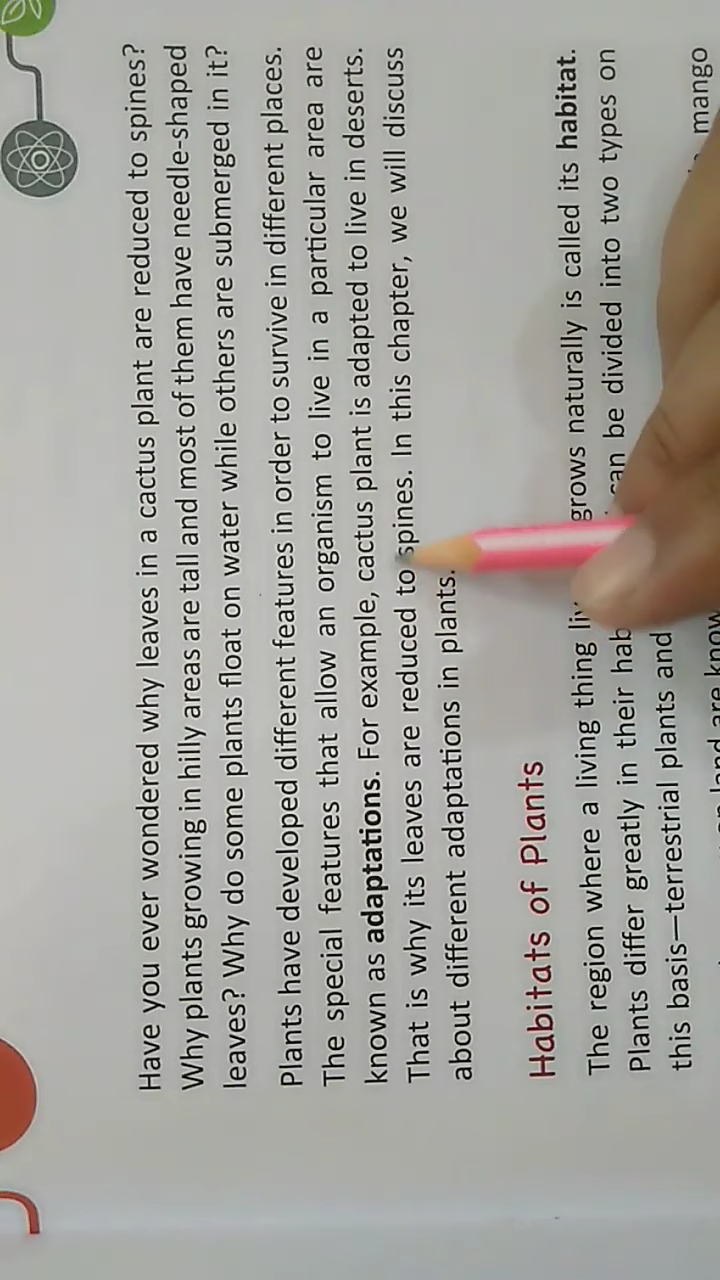 Have you ever wondered why leaves in a cactus plant are reduced to spines?
Why plants growing in hilly areas are tall and most of them have needle-shaped
leaves? Why do some plants float on water while others are submerged in it?
Plants have developed different features in order to survive in different places.
The special features that allow an organism to live in a particular area are
known as adaptations. For example, cactus plant is adapted to live in deserts.
That is why its leaves are reduced to spines. In this chapter, we will discuss
about different adaptations in plants.
Habitats of Plants
The region where a living thing grows naturally is called its habitat.
Plants differ greatly in their can be divided into two types on
this basis—terrestrial plants and
mango
land are